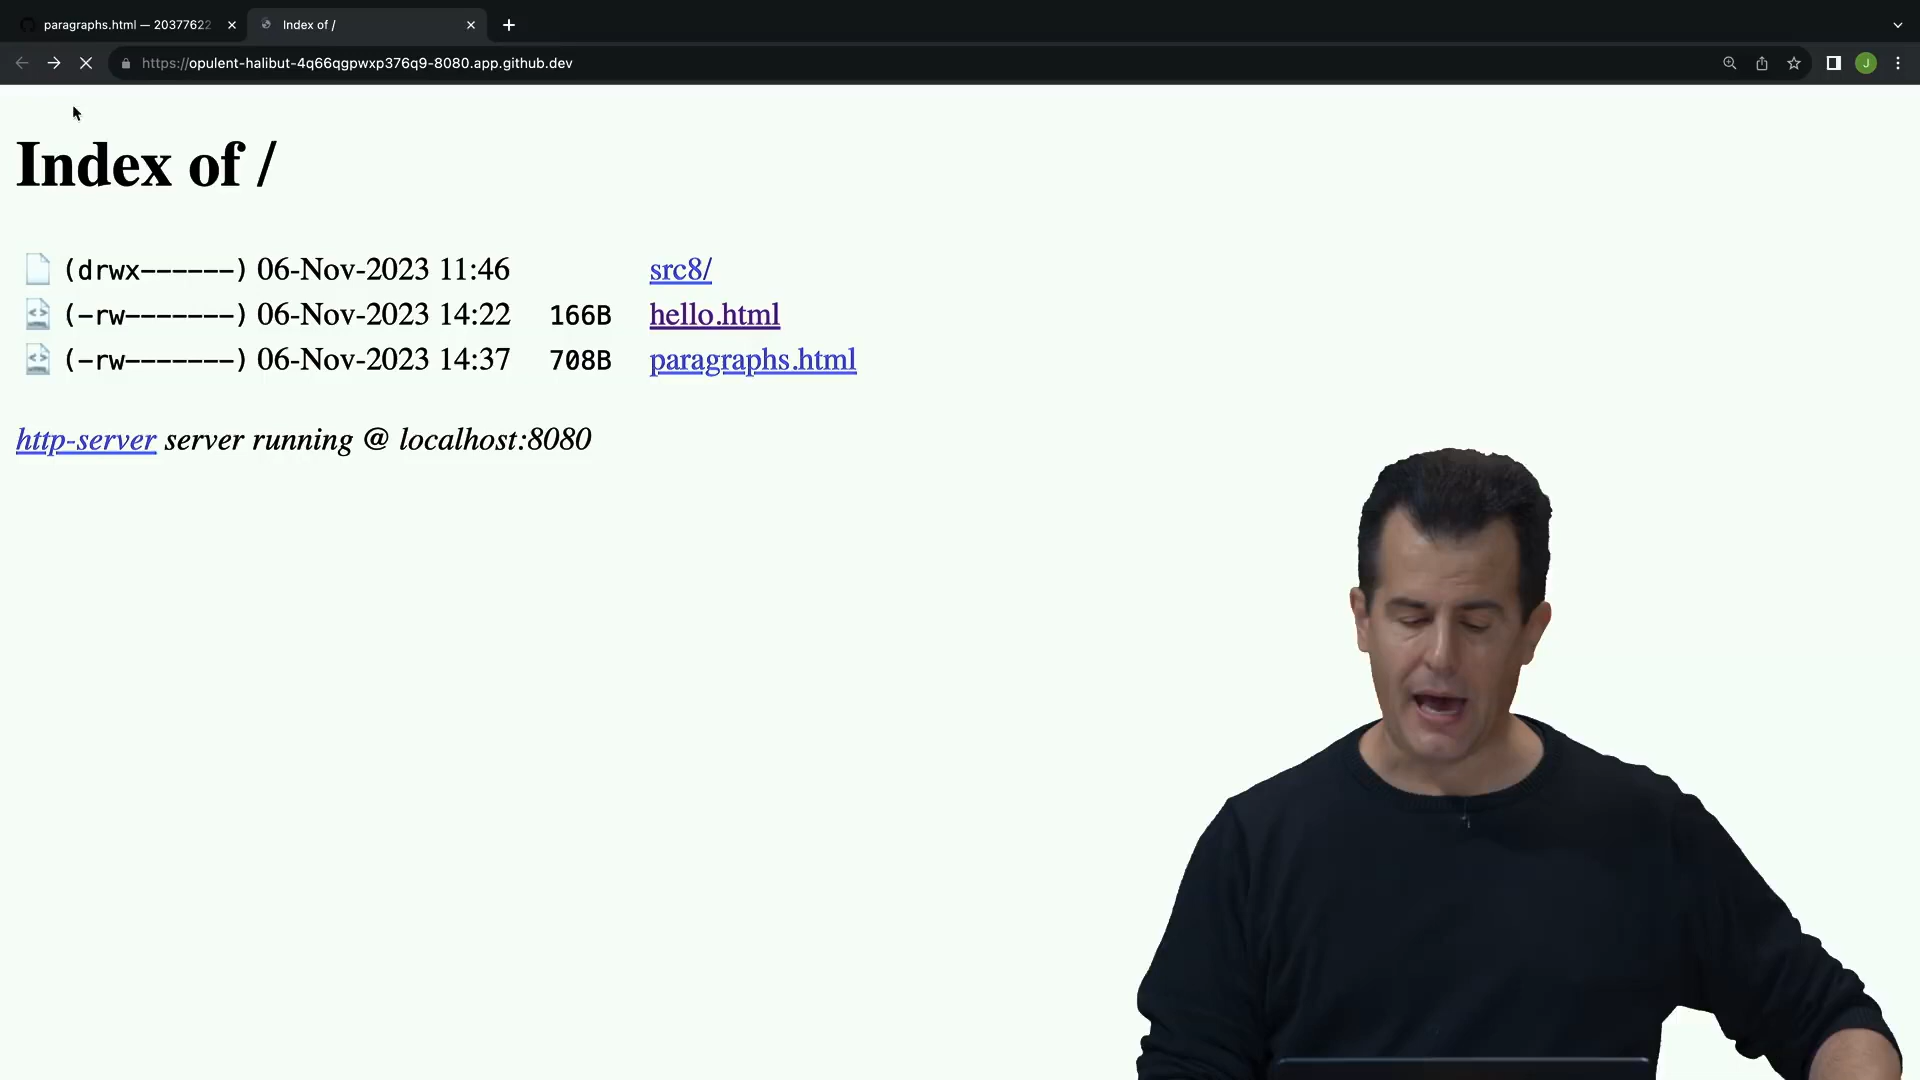 paragraphs.html — 20377622
Index of /
https://opulent-halibut-4q66qgpwxp376q9-8080.app.github.dev
J
Index of /
(drwx------) 06-Nov-2023 11:46 src8/
(-rw-------) 06-Nov-2023 14:22 166B hello.html
(-rw-------) 06-Nov-2023 14:37 708B paragraphs.html
http-server server running @ localhost:8080